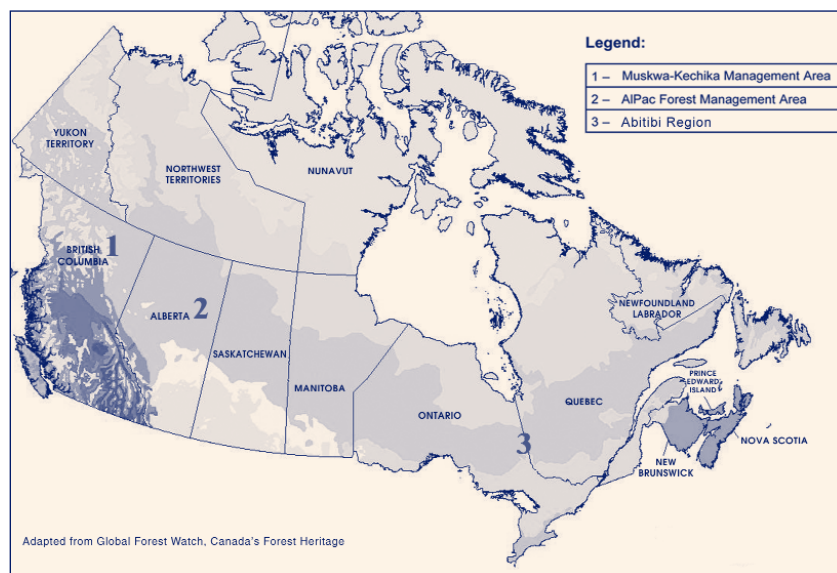 Legend:
1 – Muskwa-Kechika Management Area
2 – AlPac Forest Management Area
3 – Abitibi Region
YUKON
TERRITORY
NORTHWEST
TERRITORIES
NUNAVUT
BRITISH
COLUMBIA
1
ALBERTA
2
SASKATCHEWAN
MANITOBA
ONTARIO
3
QUEBEC
NEWFOUNDLAND
LABRADOR
PRINCE
EDWARD
ISLAND
NOVA SCOTIA
NEW
BRUNSWICK
Adapted from Global Forest Watch, Canada's Forest Heritage